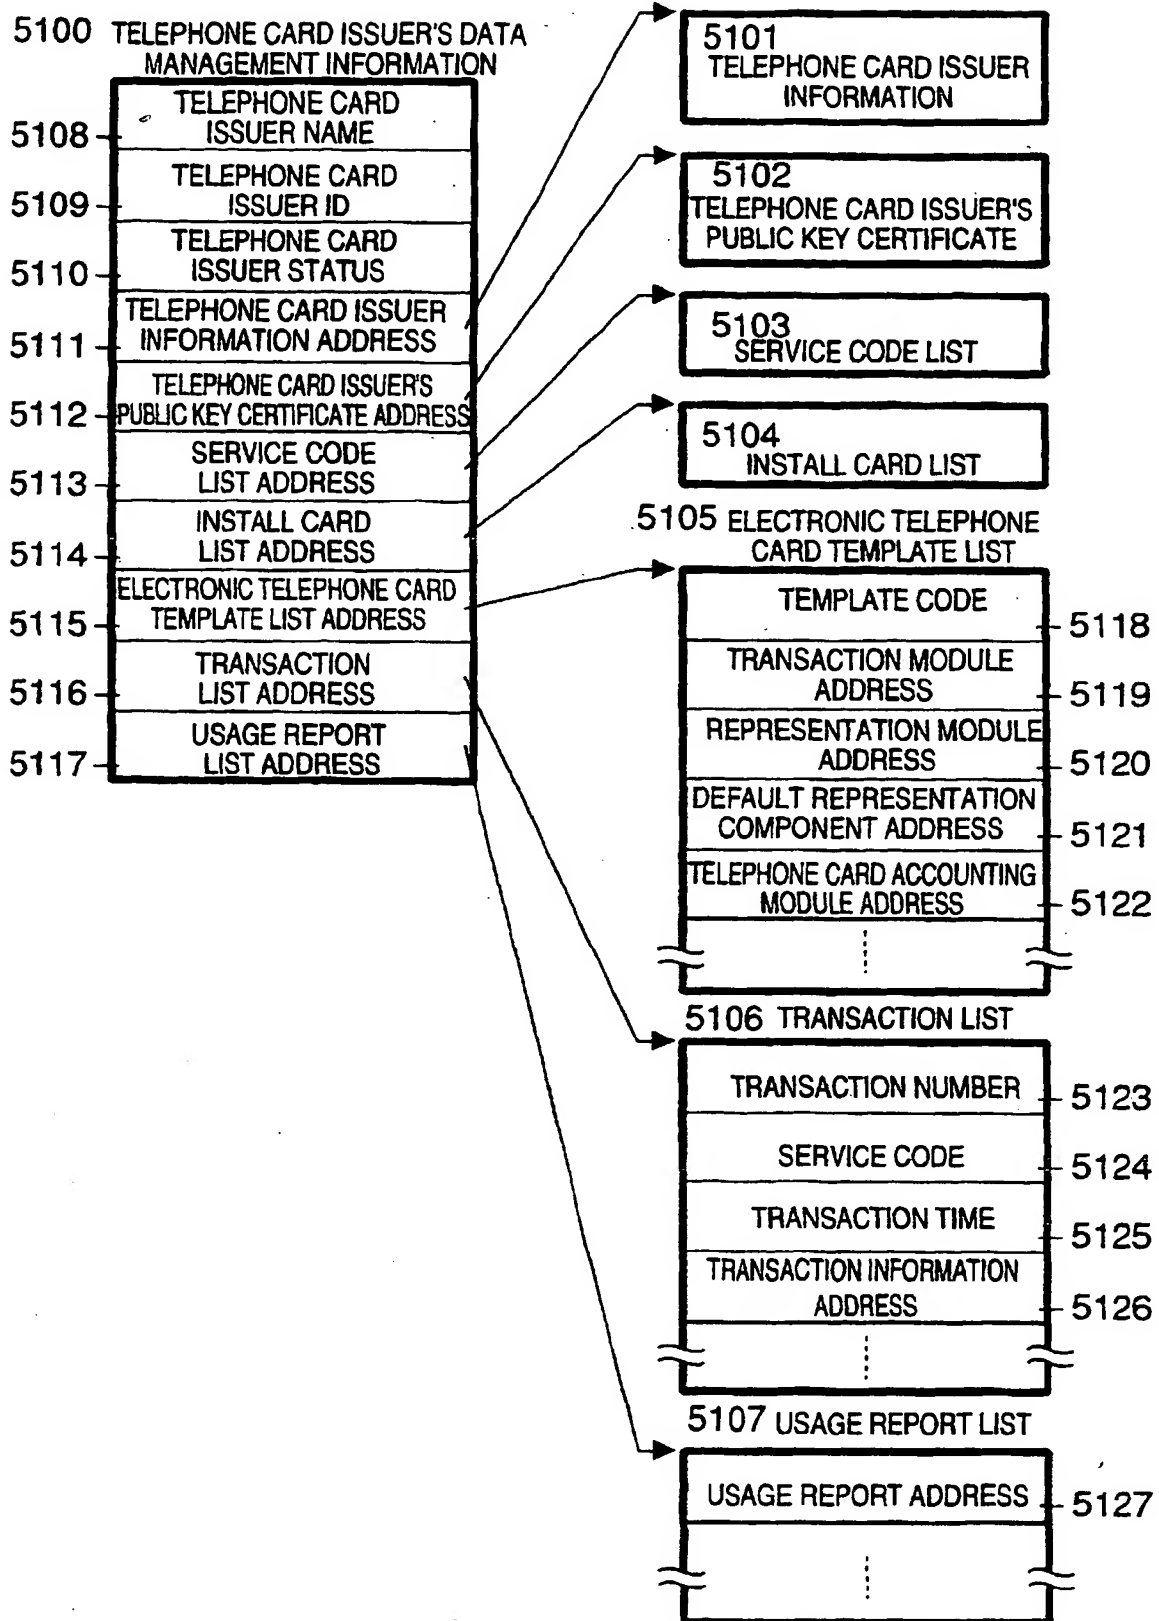 5100 TELEPHONE CARD ISSUER'S DATA
MANAGEMENT INFORMATION
TELEPHONE CARD
ISSUER NAME
5108
TELEPHONE CARD
ISSUER ID
5109
TELEPHONE CARD
ISSUER STATUS
5110
TELEPHONE CARD ISSUER
INFORMATION ADDRESS
5111
TELEPHONE CARD ISSUER'S
PUBLIC KEY CERTIFICATE ADDRESS
5112
SERVICE CODE
LIST ADDRESS
5113
INSTALL CARD
LIST ADDRESS
5114
ELECTRONIC TELEPHONE CARD
TEMPLATE LIST ADDRESS
5115
TRANSACTION
LIST ADDRESS
5116
USAGE REPORT
LIST ADDRESS
5117
5101
TELEPHONE CARD ISSUER
INFORMATION
5102
TELEPHONE CARD ISSUER'S
PUBLIC KEY CERTIFICATE
5103
SERVICE CODE LIST
5104
INSTALL CARD LIST
5105 ELECTRONIC TELEPHONE
CARD TEMPLATE LIST
TEMPLATE CODE
5118
TRANSACTION MODULE
ADDRESS
5119
REPRESENTATION MODULE
ADDRESS
5120
DEFAULT REPRESENTATION
COMPONENT ADDRESS
5121
TELEPHONE CARD ACCOUNTING
MODULE ADDRESS
5122
5106 TRANSACTION LIST
TRANSACTION NUMBER
5123
SERVICE CODE
5124
TRANSACTION TIME
5125
TRANSACTION INFORMATION
ADDRESS
5126
5107 USAGE REPORT LIST
USAGE REPORT ADDRESS
5127